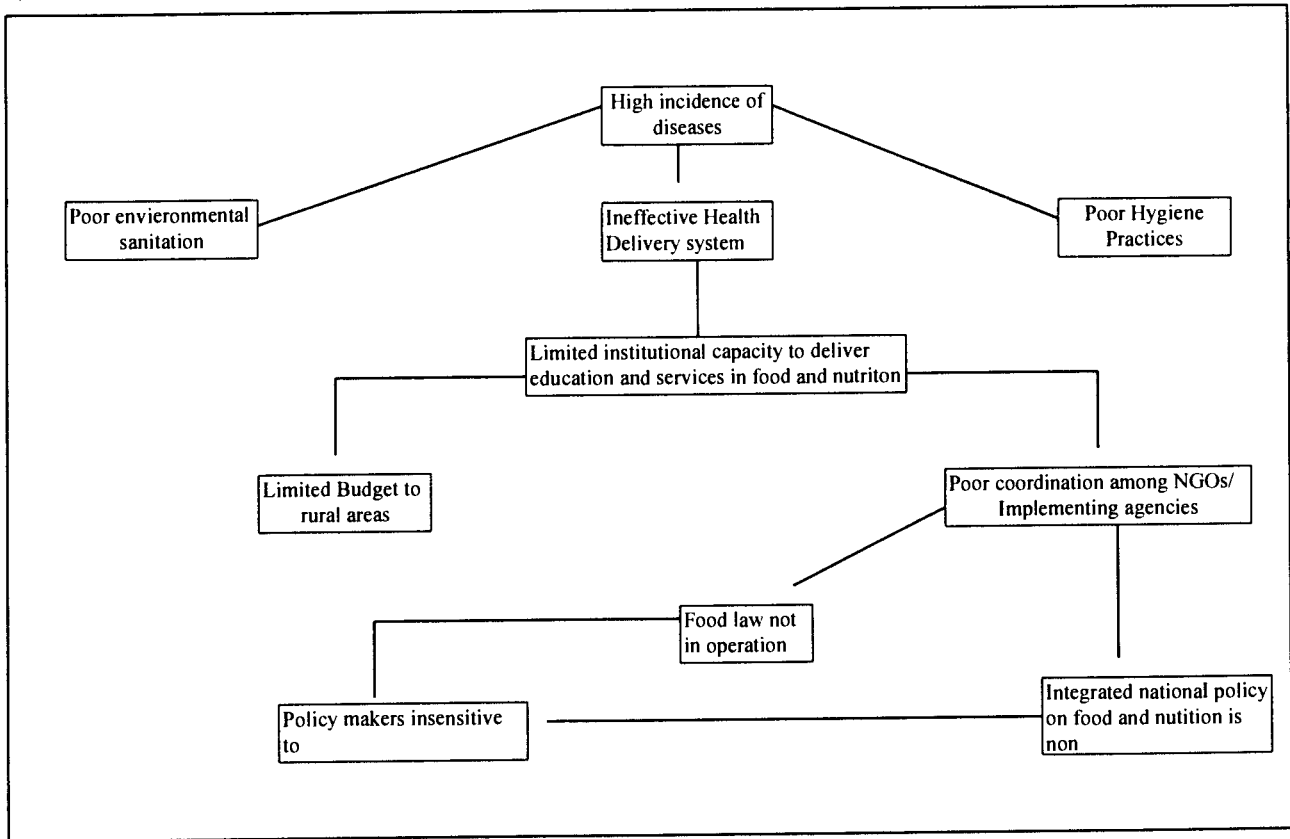 High incidence of
diseases
Poor envieronmental
sanitation
Ineffective Health
Delivery system
Poor Hygiene
Practices
Limited institutional capacity to deliver
education and services in food and nutriton
Limited Budget to
rural areas
Poor coordination among NGOs/
Implementing agencies
Food law not
in operation
Policy makers insensitive
to
Integrated national policy
on food and nutition is
non